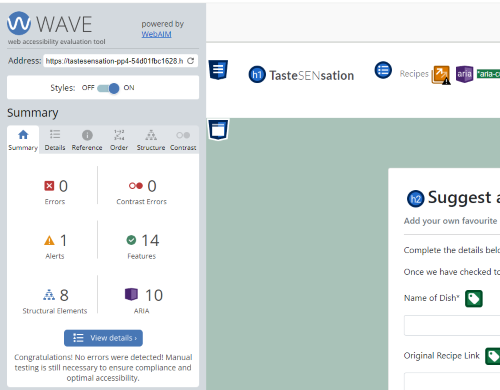 WAVE
web accessibility evaluation tool
powered by
WebAIM
Address: https://tastesensation-pp4-54d01fbc1628.h
Styles: OFF ON
Summary
Summary Details Reference Order Structure Contrast
0 0
Errors Contrast Errors
1 14
Alerts Features
8 10
Structural Elements ARIA
View details ›
Congratulations! No errors were detected! Manual
testing is still necessary to ensure compliance and
optimal accessibility.
h1 TasteSENsation
Recipes aria *aria-co
h2 Suggest a
Add your own favourite
Complete the details belo
Once we have checked to
Name of Dish*
Original Recipe Link